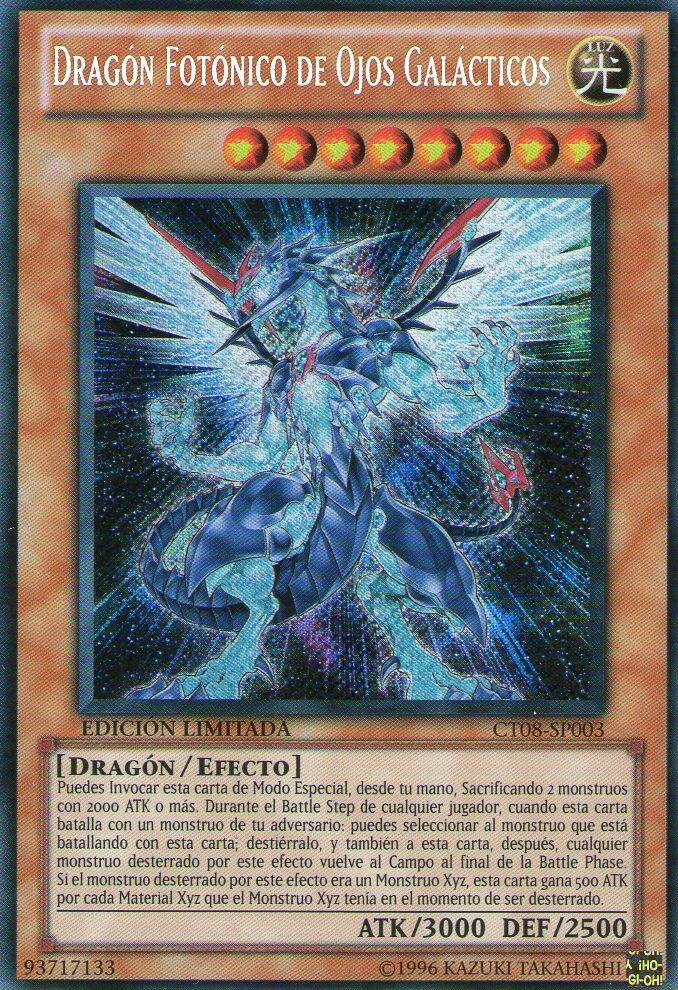 Dragón Fotónico de Ojos Galácticos
LUZ
光
EDICIÓN LIMITADA CT08-SP003
[Dragón/Efecto]
Puedes Invocar esta carta de Modo Especial, desde tu mano, Sacrificando 2 monstruos
con 2000 ATK o más. Durante el Battle Step de cualquier jugador, cuando esta carta
batalla con un monstruo de tu adversario: puedes seleccionar al monstruo que está
batallando con esta carta; destiérralo, y también a esta carta, después, cualquier
monstruo desterrado por este efecto vuelve al Campo al final de la Battle Phase.
Si el monstruo desterrado por este efecto era un Monstruo Xyz, esta carta gana 500 ATK
por cada Material Xyz que el Monstruo Xyz tenía en el momento de ser desterrado.
ATK/3000 DEF/2500
93717133 ©1996 KAZUKI TAKAHASHI